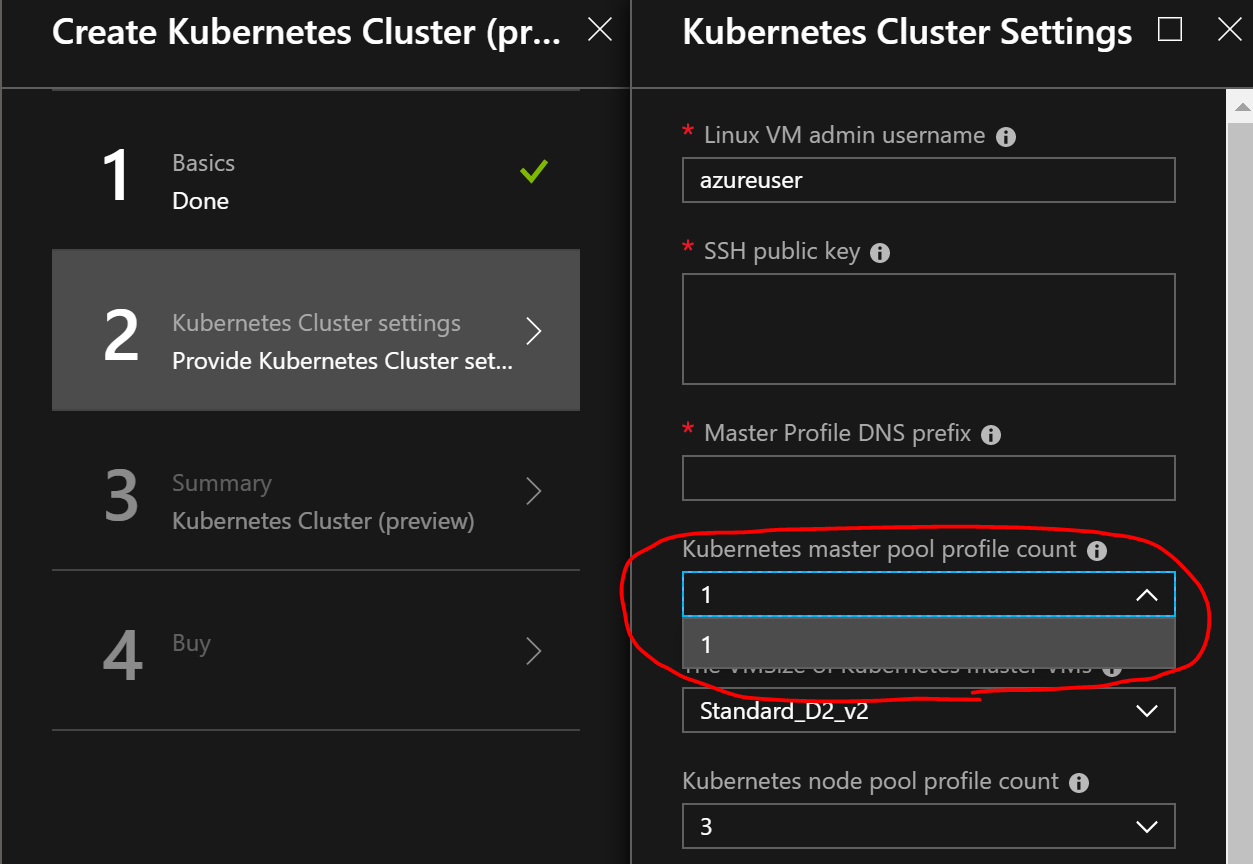 Create Kubernetes Cluster (pr...
1
Basics
Done
2
Kubernetes Cluster settings
Provide Kubernetes Cluster set...
3
Summary
Kubernetes Cluster (preview)
4
Buy
Kubernetes Cluster Settings
* Linux VM admin username
azureuser
* SSH public key
* Master Profile DNS prefix
Kubernetes master pool profile count
1
1
The VMSize of Kubernetes master VMs
Standard_D2_v2
Kubernetes node pool profile count
3